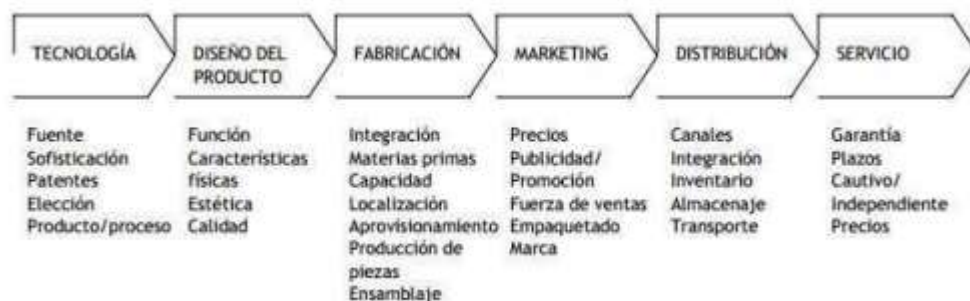 TECNOLOGÍA
DISEÑO DEL
PRODUCTO
FABRICACIÓN
MARKETING
DISTRIBUCIÓN
SERVICIO
Fuente
Sofisticación
Patentes
Elección
Producto/proceso
Función
Características
físicas
Estética
Calidad
Integración
Materias primas
Capacidad
Localización
Aprovisionamiento
Producción de
piezas
Ensamblaje
Precios
Publicidad/
Promoción
Fuerza de ventas
Empaquetado
Marca
Canales
Integración
Inventario
Almacenaje
Transporte
Garantía
Plazos
Cautivo/
Independiente
Precios